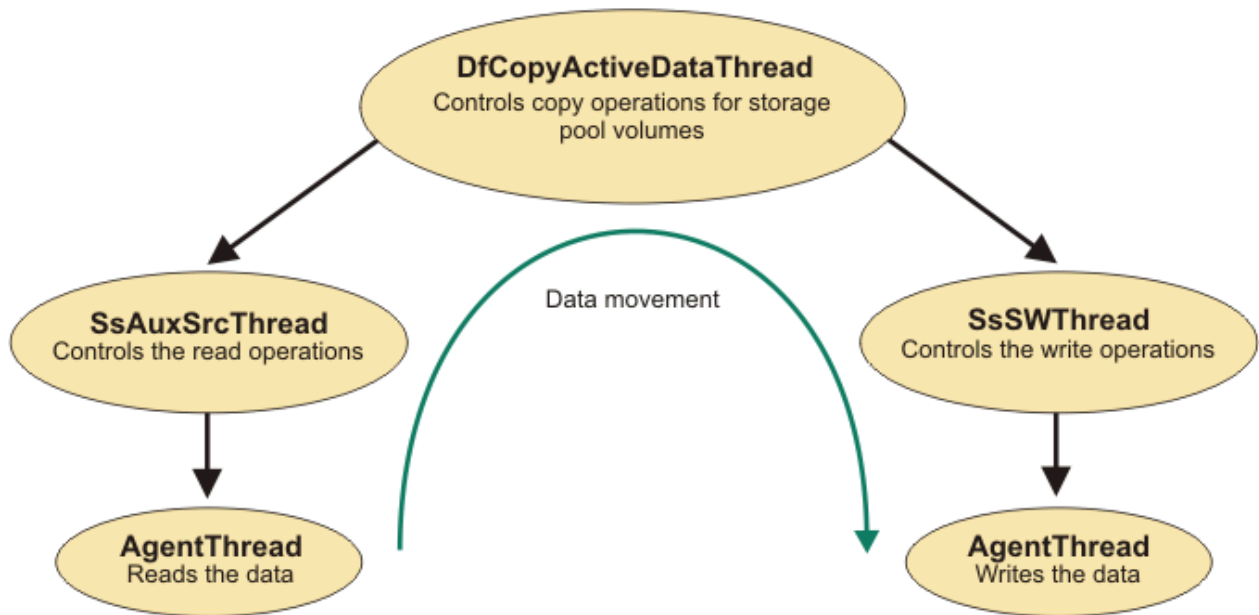 DfCopyActiveDataThread
Controls copy operations for storage
pool volumes
Data movement
SsAuxSrcThread
Controls the read operations
SsSWThread
Controls the write operations
AgentThread
Reads the data
AgentThread
Writes the data